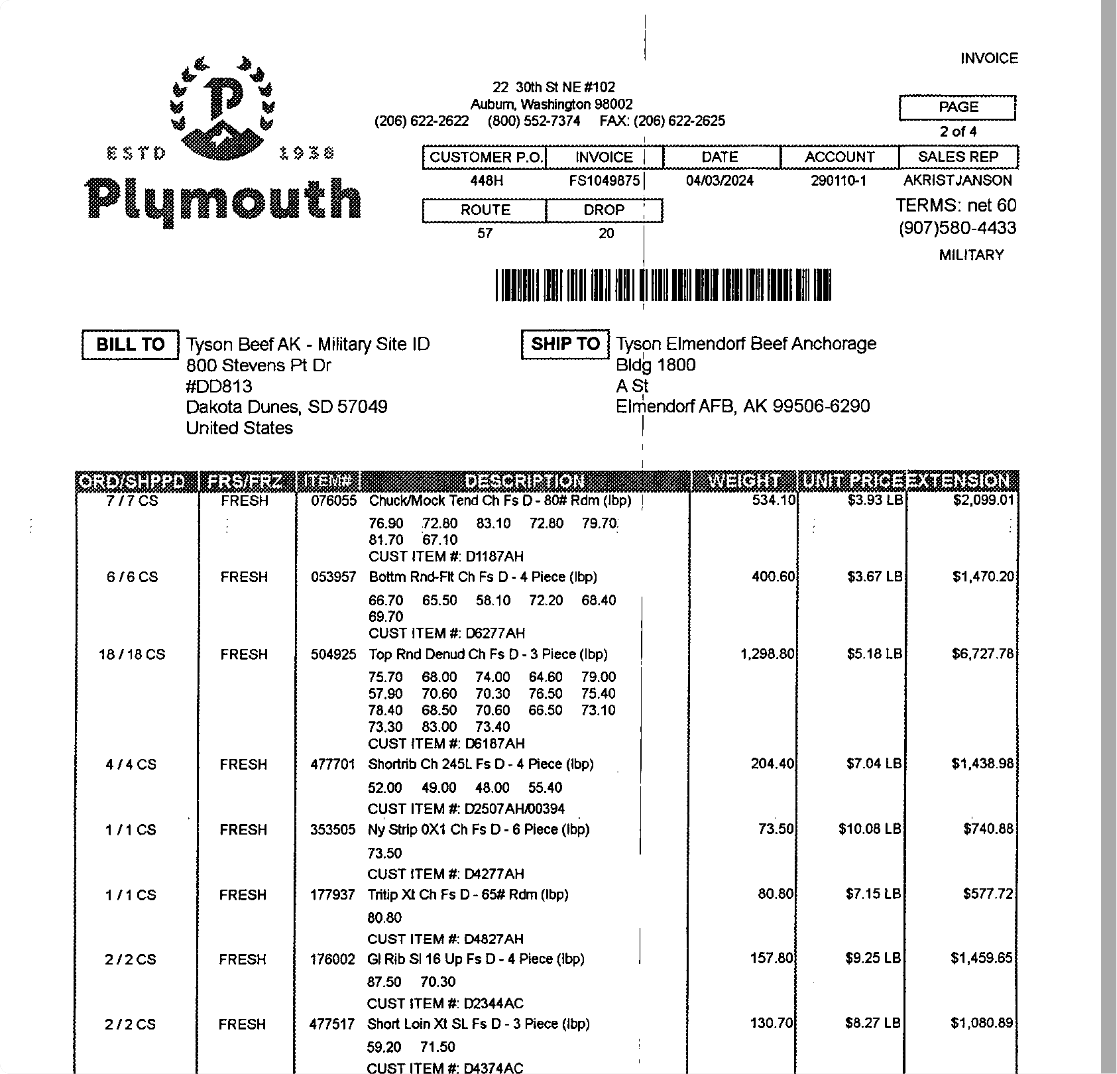 INVOICE
P
ESTD 1938
Plymouth
22 30th St NE #102
Auburn, Washington 98002
(206) 622-2622 (800) 552-7374 FAX: (206) 622-2625
PAGE
2 of 4
CUSTOMER P.O. INVOICE DATE ACCOUNT SALES REP
448H FS1049875 04/03/2024 290110-1 AKRISTJANSON
ROUTE DROP
57 20
TERMS: net 60
(907)580-4433
MILITARY
BILL TO
Tyson Beef AK - Military Site ID
800 Stevens Pt Dr
#DD813
Dakota Dunes, SD 57049
United States
SHIP TO
Tyson Elmendorf Beef Anchorage
Bldg 1800
A St
Elmendorf AFB, AK 99506-6290
ORD/SHPPD FRS/FRZ ITEM# DESCRIPTION WEIGHT UNIT PRICE EXTENSION
7 / 7 CS FRESH 076055 Chuck/Mock Tend Ch Fs D - 80# Rdm (lbp) 534.10 $3.93 LB $2,099.01
76.90 72.80 83.10 72.80 79.70
81.70 67.10
CUST ITEM #: D1187AH
6 / 6 CS FRESH 053957 Bottm Rnd-Flt Ch Fs D - 4 Piece (lbp) 400.60 $3.67 LB $1,470.20
66.70 65.50 58.10 72.20 68.40
69.70
CUST ITEM #: D6277AH
18 / 18 CS FRESH 504925 Top Rnd Denud Ch Fs D - 3 Piece (lbp) 1,298.80 $5.18 LB $6,727.78
75.70 68.00 74.00 64.60 79.00
57.90 70.60 70.30 76.50 75.40
78.40 68.50 70.60 66.50 73.10
73.30 83.00 73.40
CUST ITEM #: D6187AH
4 / 4 CS FRESH 477701 Shortrib Ch 245L Fs D - 4 Piece (lbp) 204.40 $7.04 LB $1,438.98
52.00 49.00 48.00 55.40
CUST ITEM #: D2507AH/00394
1 / 1 CS FRESH 353505 Ny Strip 0X1 Ch Fs D - 6 Piece (lbp) 73.50 $10.08 LB $740.88
73.50
CUST ITEM #: D4277AH
1 / 1 CS FRESH 177937 Tritip Xt Ch Fs D - 65# Rdm (lbp) 80.80 $7.15 LB $577.72
80.80
CUST ITEM #: D4827AH
2 / 2 CS FRESH 176002 Gl Rib Sl 16 Up Fs D - 4 Piece (lbp) 157.80 $9.25 LB $1,459.65
87.50 70.30
CUST ITEM #: D2344AC
2 / 2 CS FRESH 477517 Short Loin Xt SL Fs D - 3 Piece (lbp) 130.70 $8.27 LB $1,080.89
59.20 71.50
CUST ITEM #: D4374AC